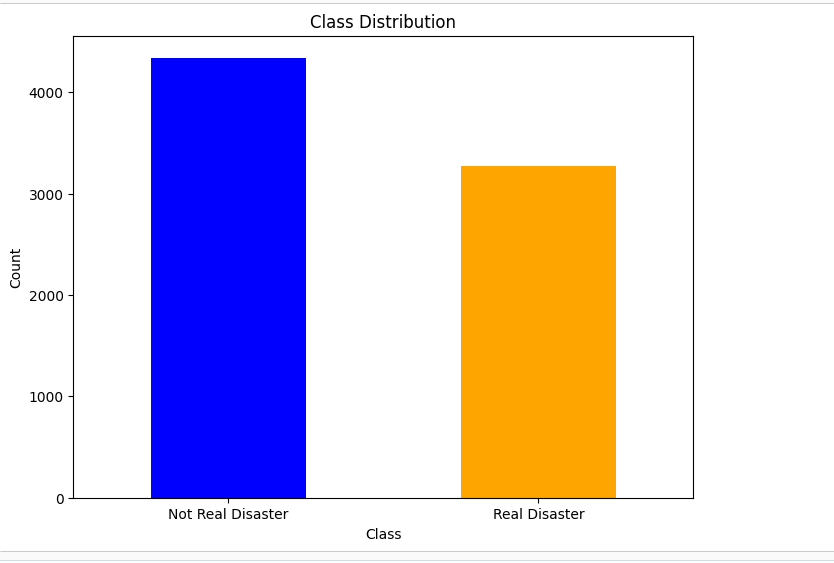 Class Distribution
4000
3000
2000
1000
0
Count
Not Real Disaster
Real Disaster
Class